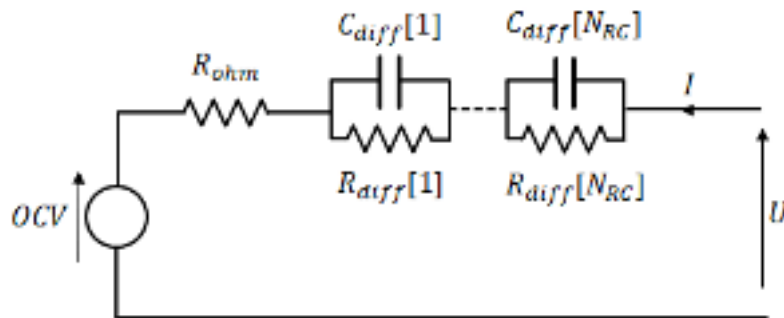 C_diff[1] C_diff[N_RC]
R_ohm
I
R_diff[1] R_diff[N_RC]
OCV
U